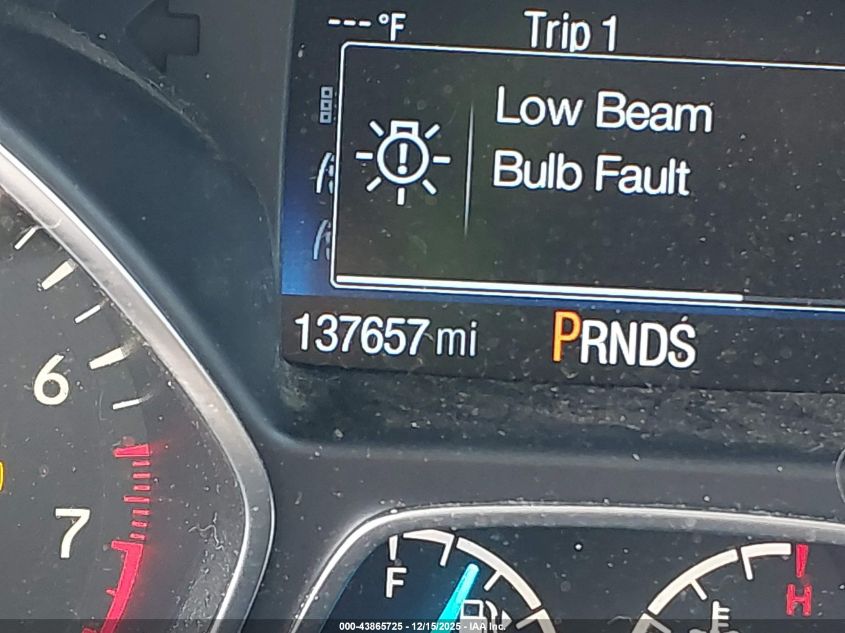 ---°F Trip 1
Low Beam
Bulb Fault
137657 mi PRNDS
6
7
F
H
000-43865725 - 12/15/2025 - IAA Inc.